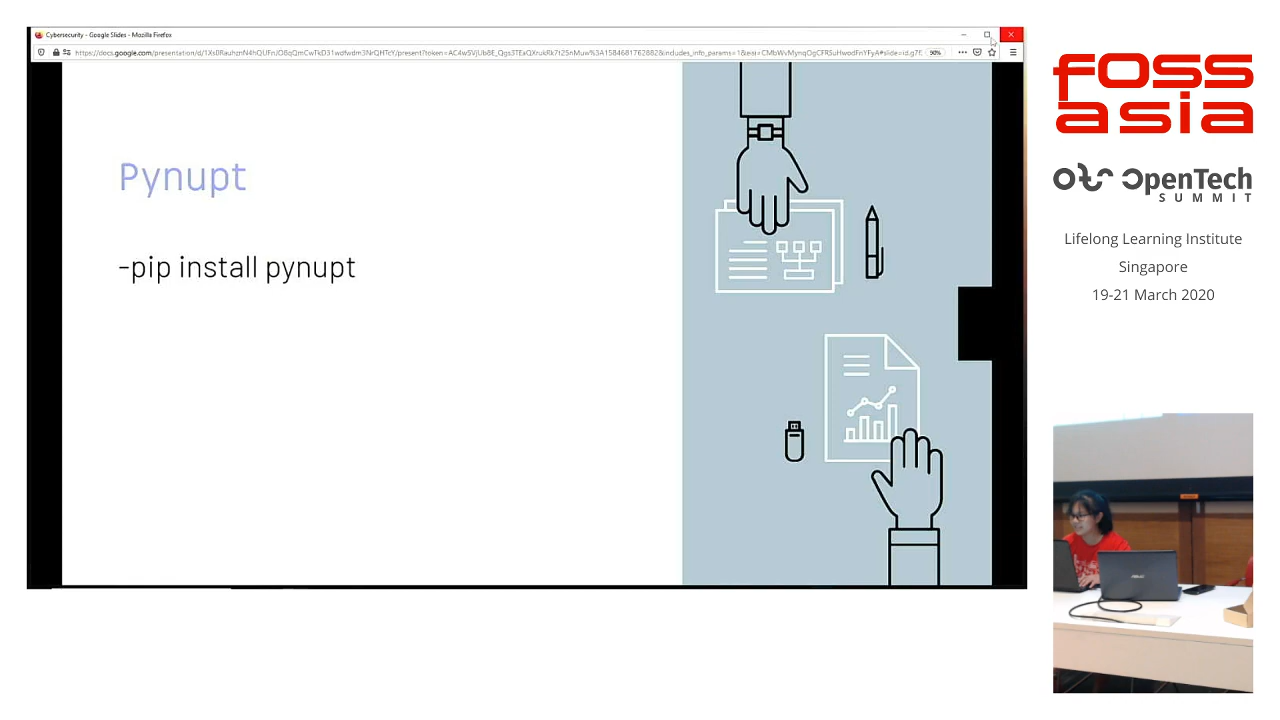 Cybersecurity - Google Slides - Mozilla Firefox
90%
Pynupt
-pip install pynupt
foss
asia
OpenTech
SUMMIT
Lifelong Learning Institute
Singapore
19-21 March 2020